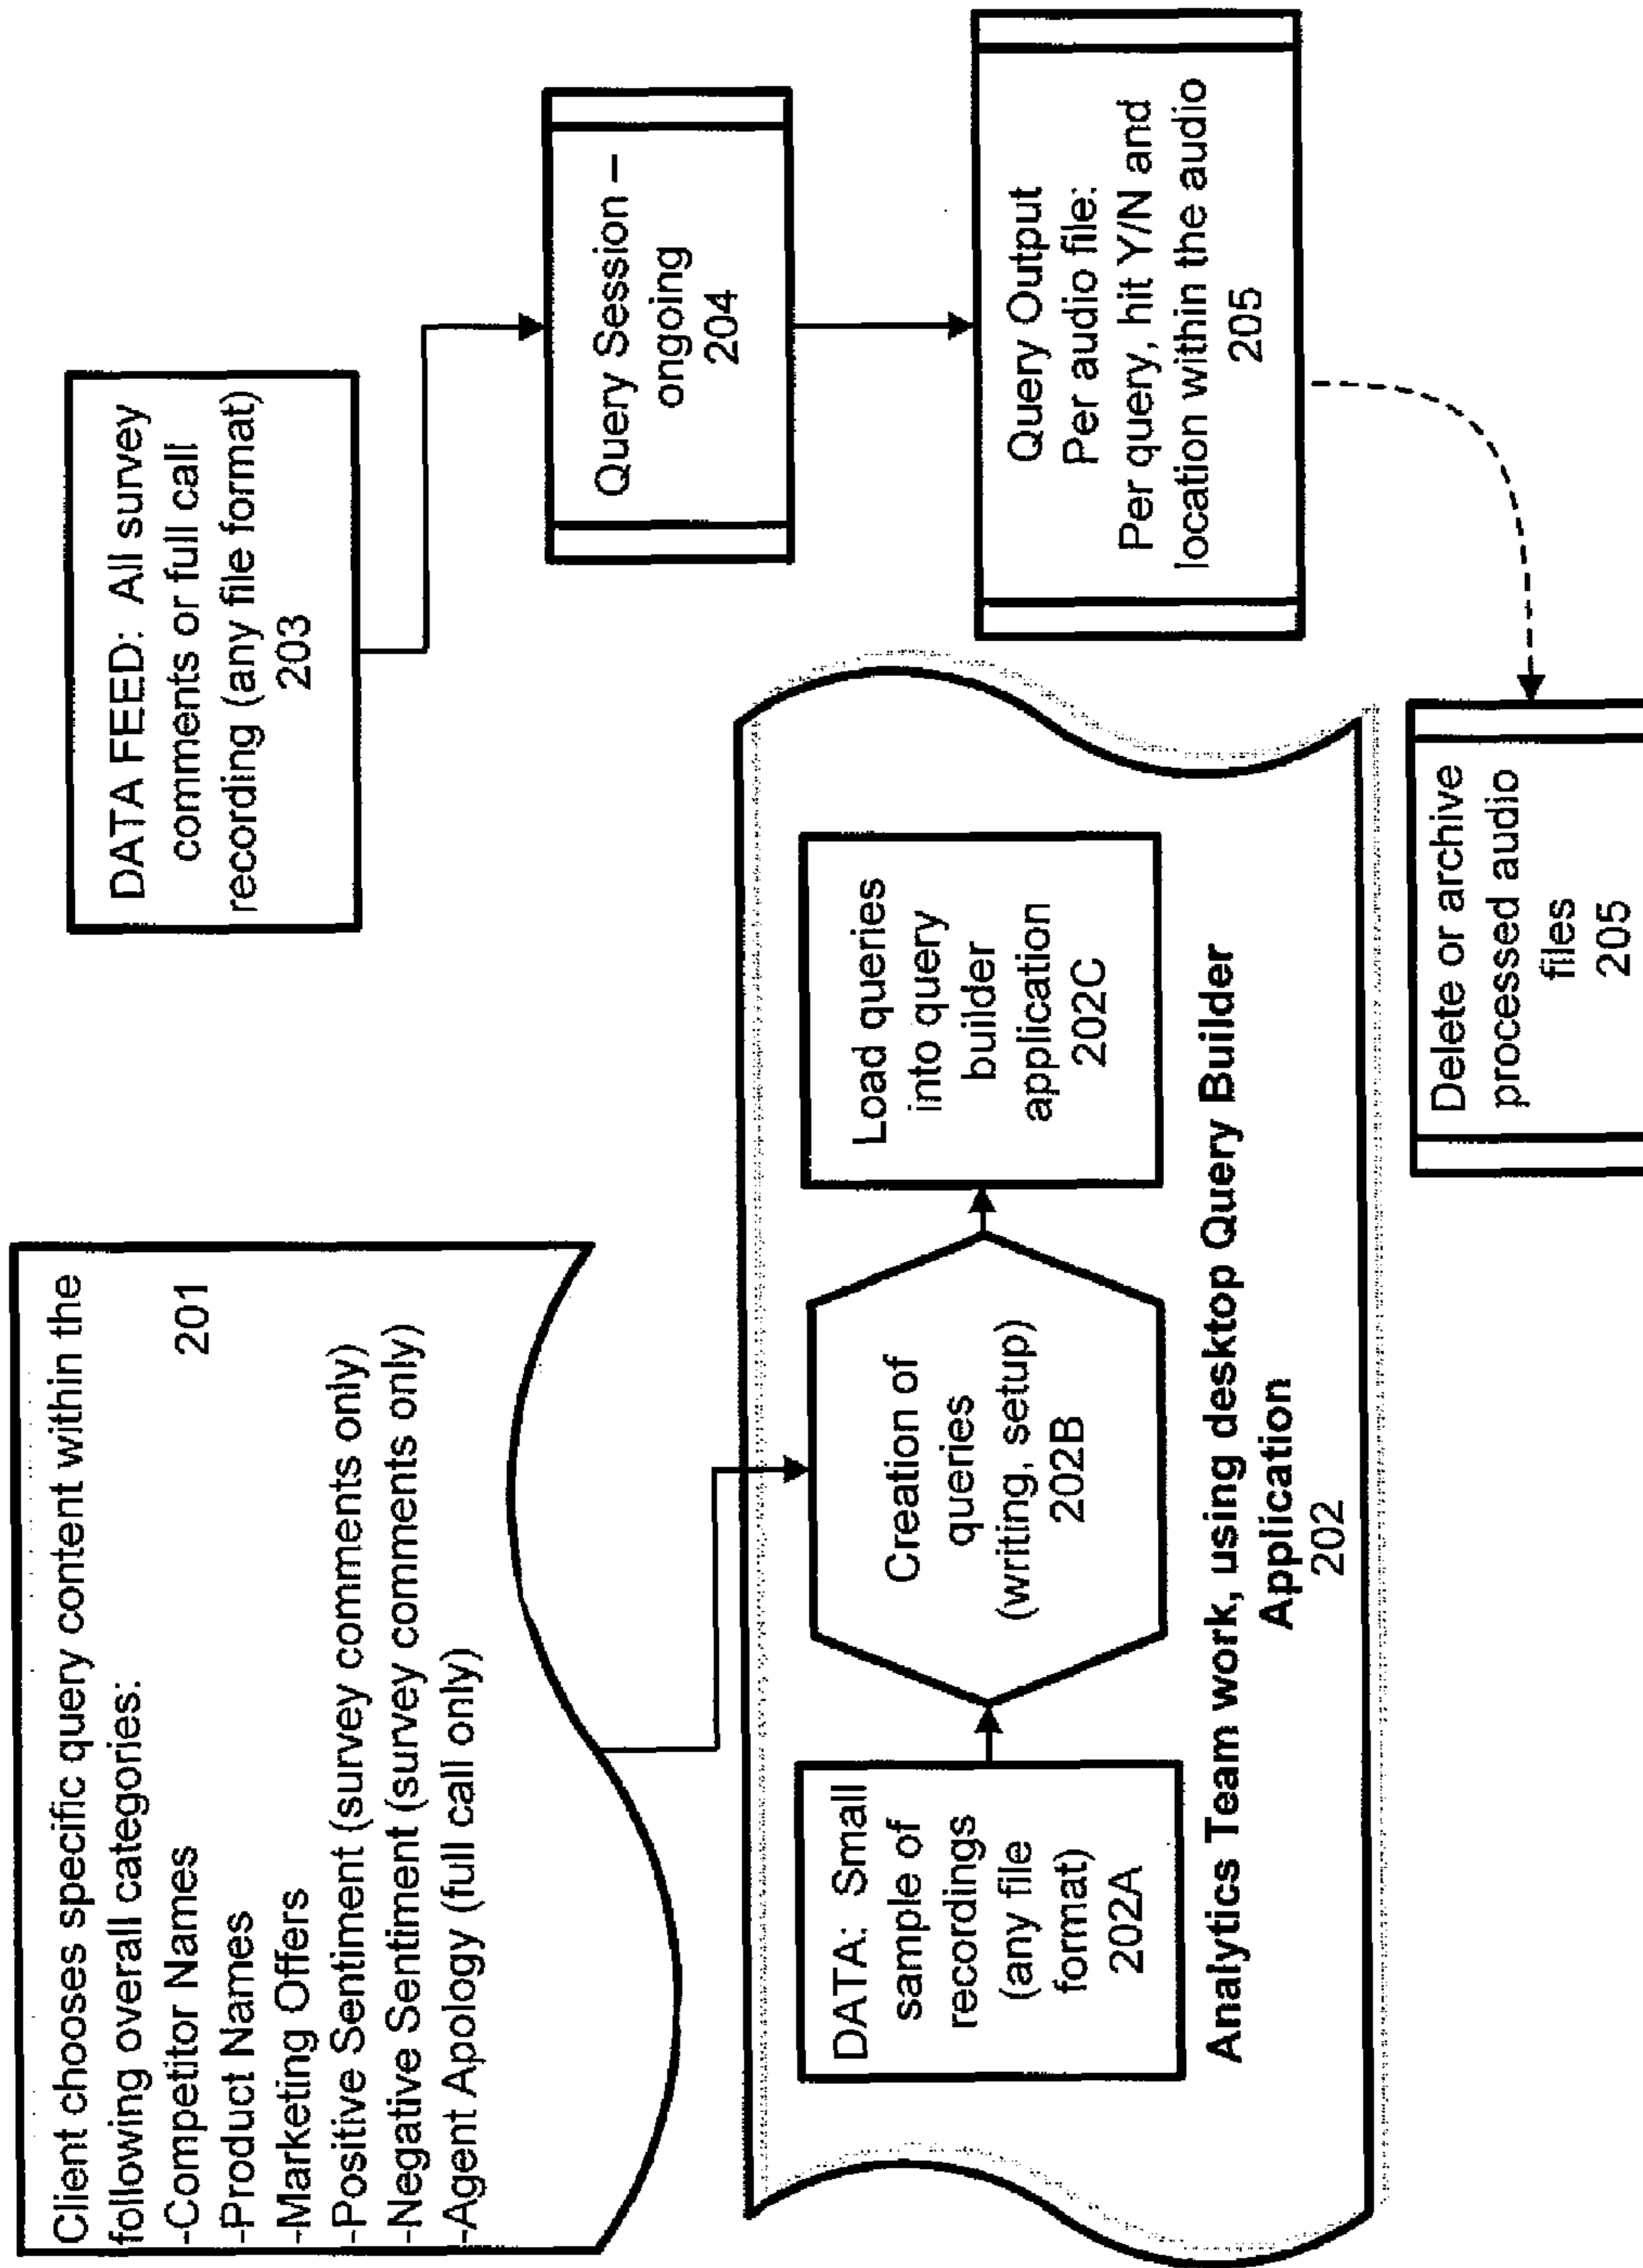 Client chooses specific query content within the
following overall categories:
-Competitor Names
-Product Names 201
-Marketing Offers
-Positive Sentiment (survey comments only)
-Negative Sentiment (survey comments only)
-Agent Apology (full call only)
DATA FEED: All survey
comments or full call
recording (any file format)
203
Query Session –
ongoing
204
Query Output
Per audio file:
Per query, hit Y/N and
location within the audio
205
DATA: Small
sample of
recordings
(any file
format)
202A
Creation of
queries
(writing, setup)
202B
Load queries
into query
builder
application
202C
Analytics Team work, using desktop Query Builder
Application
202
Delete or archive
processed audio
files
205